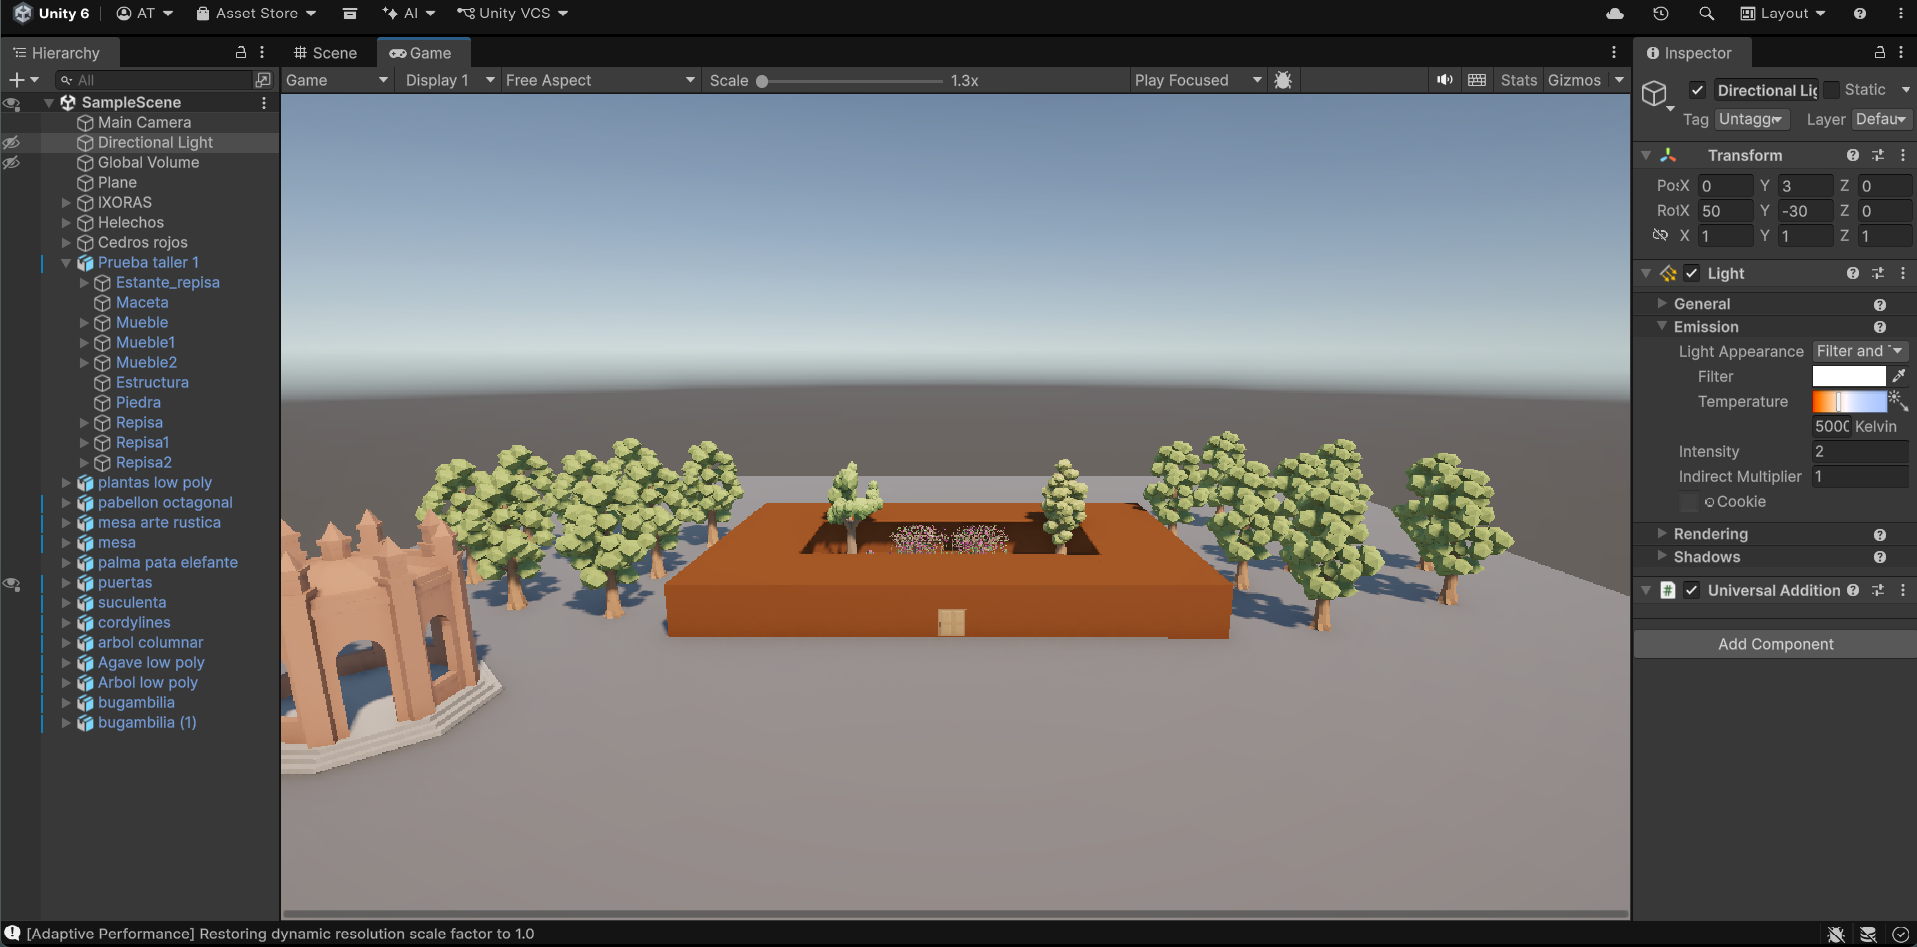 Unity 6 AT Asset Store AI Unity VCS Layout
Hierarchy Scene Game Inspector
All Game Display 1 Free Aspect Scale 1.3x Play Focused Stats Gizmos
SampleScene
Main Camera
Directional Light
Global Volume
Plane
IXORAS
Helechos
Cedros rojos
Prueba taller 1
Estante_repisa
Maceta
Mueble
Mueble1
Mueble2
Estructura
Piedra
Repisa
Repisa1
Repisa2
plantas low poly
pabellon octagonal
mesa arte rustica
mesa
palma pata elefante
puertas
suculenta
cordylines
arbol columnar
Agave low poly
Arbol low poly
bugambilia
bugambilia (1)
Directional Lig Static
Tag Untagge Layer Defau
Transform
Pos X 0 Y 3 Z 0
Rot X 50 Y -30 Z 0
X 1 Y 1 Z 1
Light
General
Emission
Light Appearance Filter and T
Filter
Temperature
5000 Kelvin
Intensity 2
Indirect Multiplier 1
Cookie
Rendering
Shadows
# Universal Addition
Add Component
[Adaptive Performance] Restoring dynamic resolution scale factor to 1.0